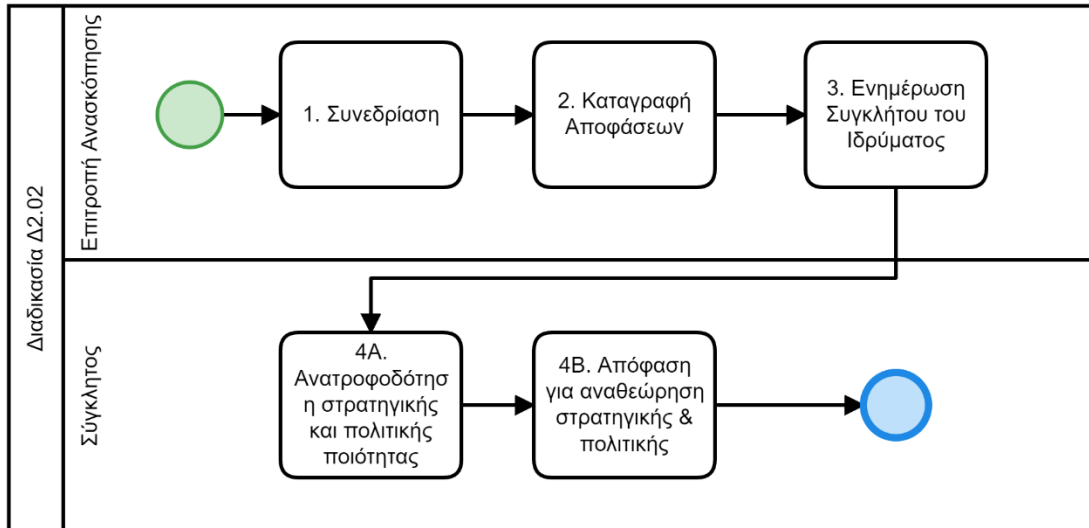 Διαδικασία Δ2.02
Επιτροπή Ανασκόπησης
1. Συνεδρίαση
2. Καταγραφή
Αποφάσεων
3. Ενημέρωση
Συγκλήτου του
Ιδρύματος
Σύγκλητος
4Α.
Ανατροφοδότησ
η στρατηγικής
και πολιτικής
ποιότητας
4Β. Απόφαση
για αναθεώρηση
στρατηγικής &
πολιτικής